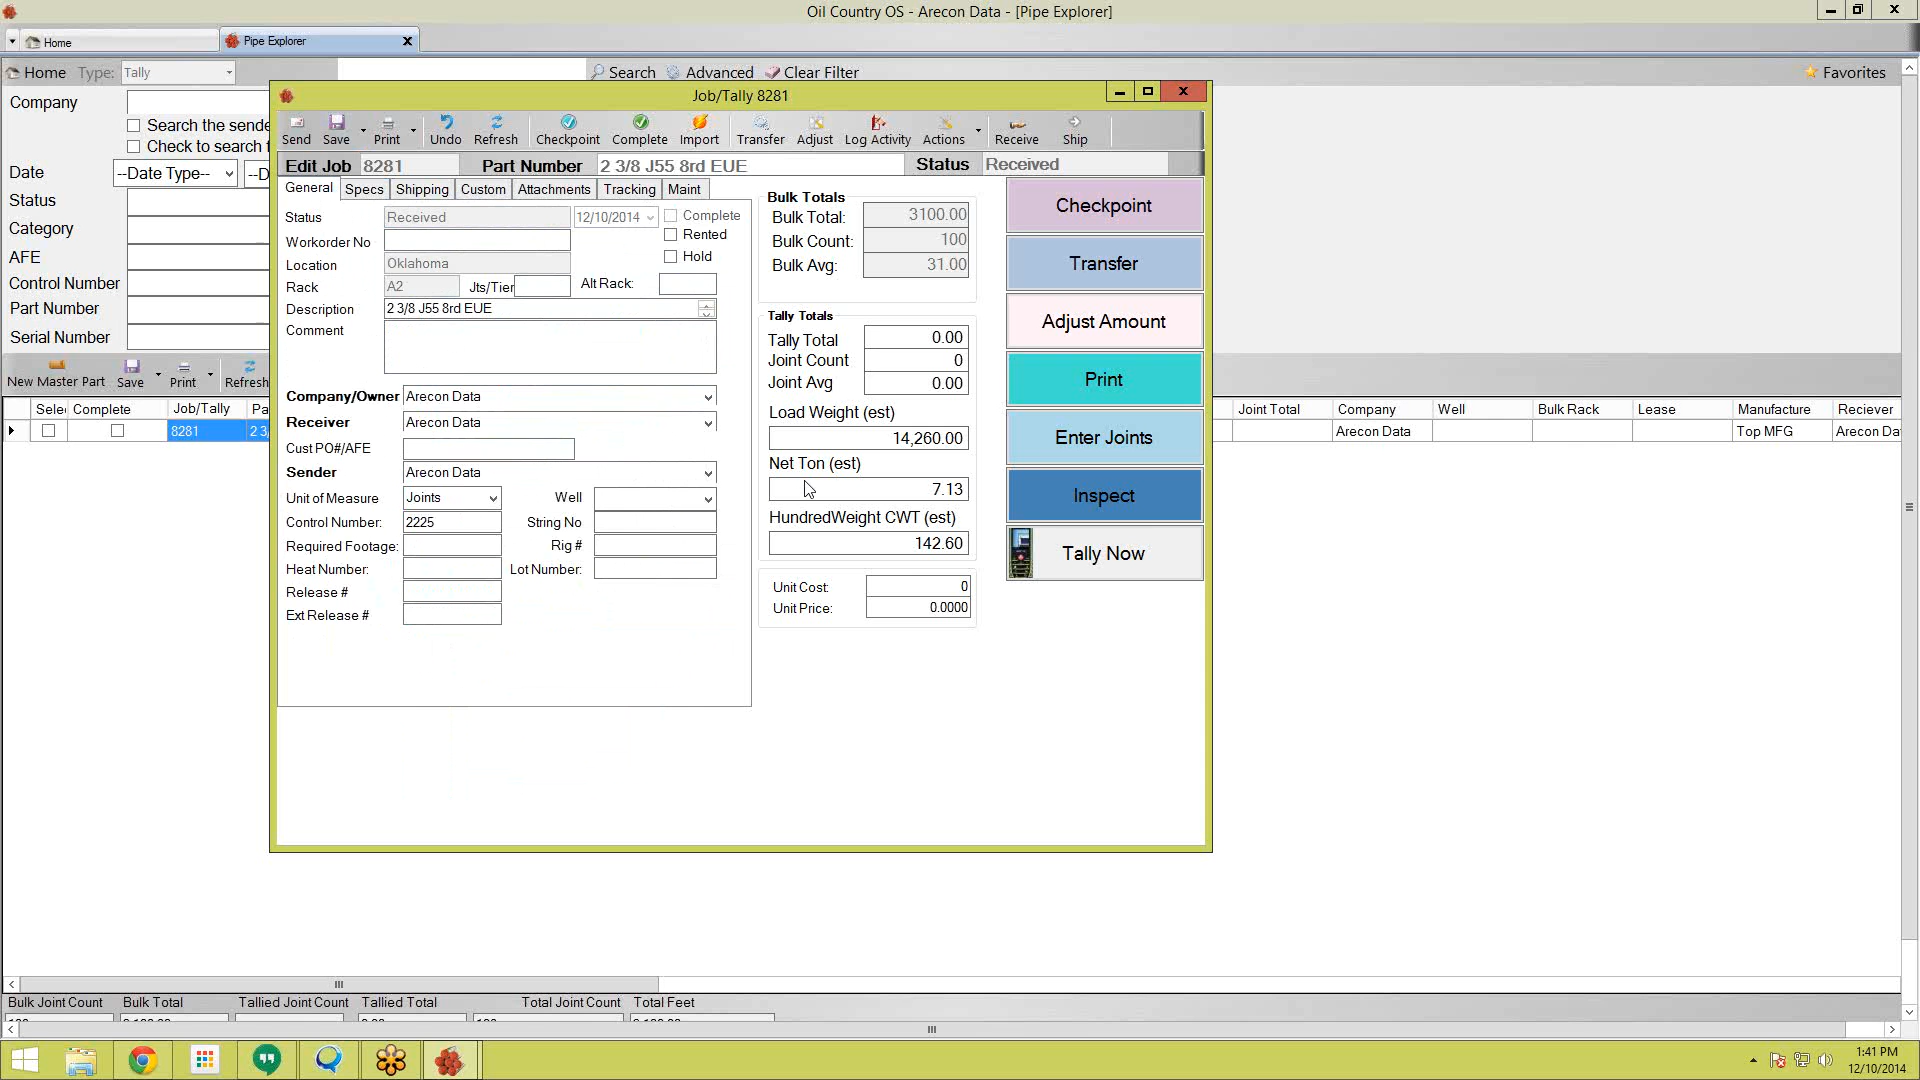 Oil Country OS - Arecon Data - [Pipe Explorer]
Home
Pipe Explorer
Home Type: Tally
Search Advanced Clear Filter
Favorites
Company
Search the sende
Check to search
Date --Date Type-- --D
Status
Category
AFE
Control Number
Part Number
Serial Number
New Master Part Save Print Refresh
Complete Job/Tally Pa
8281
Joint Total Company Well Bulk Rack Lease Manufacture Reciever
Arecon Data Top MFG Arecon Da
Job/Tally 8281
Send Save Print Undo Refresh Checkpoint Complete Import Transfer Adjust Log Activity Actions Receive Ship
Edit Job 8281 Part Number 2 3/8 J55 8rd EUE Status Received
General Specs Shipping Custom Attachments Tracking Maint
Status Received 12/10/2014 Complete
Workorder No Rented
Location Oklahoma Hold
Rack A2 Jts/Tier Alt Rack:
Description 2 3/8 J55 8rd EUE
Comment
Company/Owner Arecon Data
Receiver Arecon Data
Cust PO#/AFE
Sender Arecon Data
Unit of Measure Joints Well
Control Number: 2225 String No
Required Footage: Rig #
Heat Number: Lot Number:
Release #
Ext Release #
Bulk Totals
Bulk Total: 3100.00
Bulk Count: 100
Bulk Avg: 31.00
Tally Totals
Tally Total 0.00
Joint Count 0
Joint Avg 0.00
Load Weight (est)
14,260.00
Net Ton (est)
7.13
HundredWeight CWT (est)
142.60
Unit Cost: 0
Unit Price: 0.0000
Checkpoint
Transfer
Adjust Amount
Print
Enter Joints
Inspect
Tally Now
Bulk Joint Count Bulk Total Tallied Joint Count Tallied Total Total Joint Count Total Feet
1:41 PM
12/10/2014